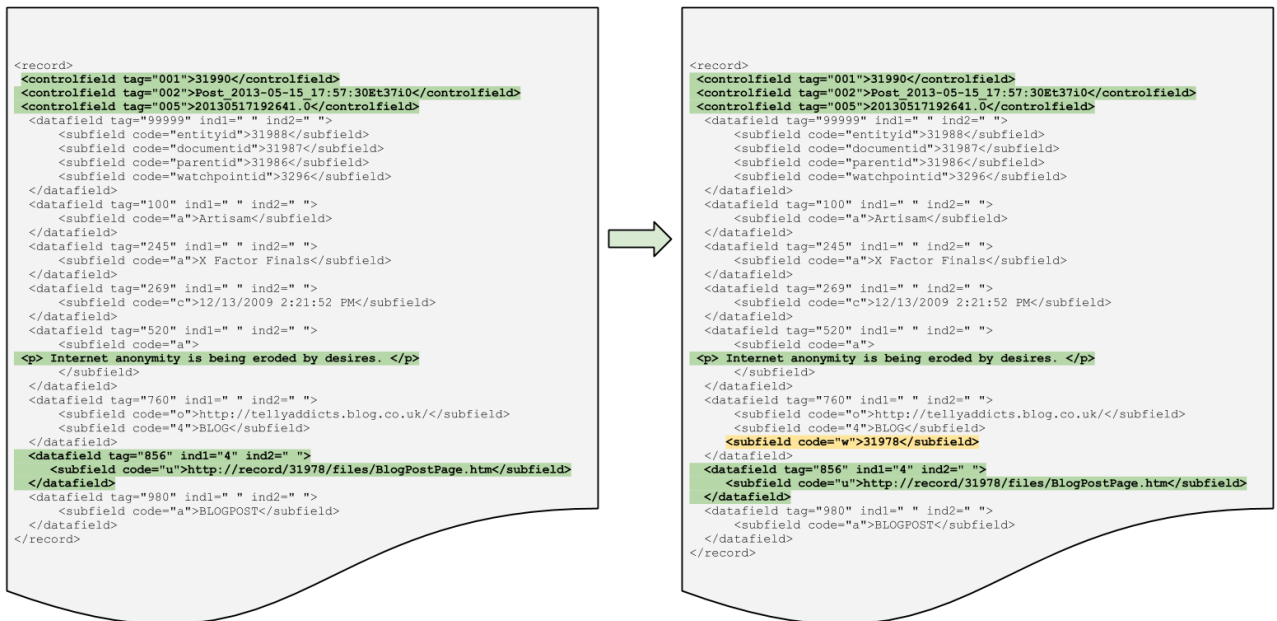 <record>
<controlfield tag="001">31990</controlfield>
<controlfield tag="002">Post_2013-05-15_17:57:30Et37i0</controlfield>
<controlfield tag="005">20130517192641.0</controlfield>
<datafield tag="99999" ind1=" " ind2=" ">
<subfield code="entityid">31988</subfield>
<subfield code="documentid">31987</subfield>
<subfield code="parentid">31986</subfield>
<subfield code="watchpointid">3296</subfield>
</datafield>
<datafield tag="100" ind1=" " ind2=" ">
<subfield code="a">Artisam</subfield>
</datafield>
<datafield tag="245" ind1=" " ind2=" ">
<subfield code="a">X Factor Finals</subfield>
</datafield>
<datafield tag="269" ind1=" " ind2=" ">
<subfield code="c">12/13/2009 2:21:52 PM</subfield>
</datafield>
<datafield tag="520" ind1=" " ind2=" ">
<subfield code="a">
<p> Internet anonymity is being eroded by desires. </p>
</subfield>
</datafield>
<datafield tag="760" ind1=" " ind2=" ">
<subfield code="o">http://tellyaddicts.blog.co.uk/</subfield>
<subfield code="4">BLOG</subfield>
</datafield>
<datafield tag="856" ind1="4" ind2=" ">
<subfield code="u">http://record/31978/files/BlogPostPage.htm</subfield>
</datafield>
<datafield tag="980" ind1=" " ind2=" ">
<subfield code="a">BLOGPOST</subfield>
</datafield>
</record>
<record>
<controlfield tag="001">31990</controlfield>
<controlfield tag="002">Post_2013-05-15_17:57:30Et37i0</controlfield>
<controlfield tag="005">20130517192641.0</controlfield>
<datafield tag="99999" ind1=" " ind2=" ">
<subfield code="entityid">31988</subfield>
<subfield code="documentid">31987</subfield>
<subfield code="parentid">31986</subfield>
<subfield code="watchpointid">3296</subfield>
</datafield>
<datafield tag="100" ind1=" " ind2=" ">
<subfield code="a">Artisam</subfield>
</datafield>
<datafield tag="245" ind1=" " ind2=" ">
<subfield code="a">X Factor Finals</subfield>
</datafield>
<datafield tag="269" ind1=" " ind2=" ">
<subfield code="c">12/13/2009 2:21:52 PM</subfield>
</datafield>
<datafield tag="520" ind1=" " ind2=" ">
<subfield code="a">
<p> Internet anonymity is being eroded by desires. </p>
</subfield>
</datafield>
<datafield tag="760" ind1=" " ind2=" ">
<subfield code="o">http://tellyaddicts.blog.co.uk/</subfield>
<subfield code="4">BLOG</subfield>
<subfield code="w">31978</subfield>
</datafield>
<datafield tag="856" ind1="4" ind2=" ">
<subfield code="u">http://record/31978/files/BlogPostPage.htm</subfield>
</datafield>
<datafield tag="980" ind1=" " ind2=" ">
<subfield code="a">BLOGPOST</subfield>
</datafield>
</record>